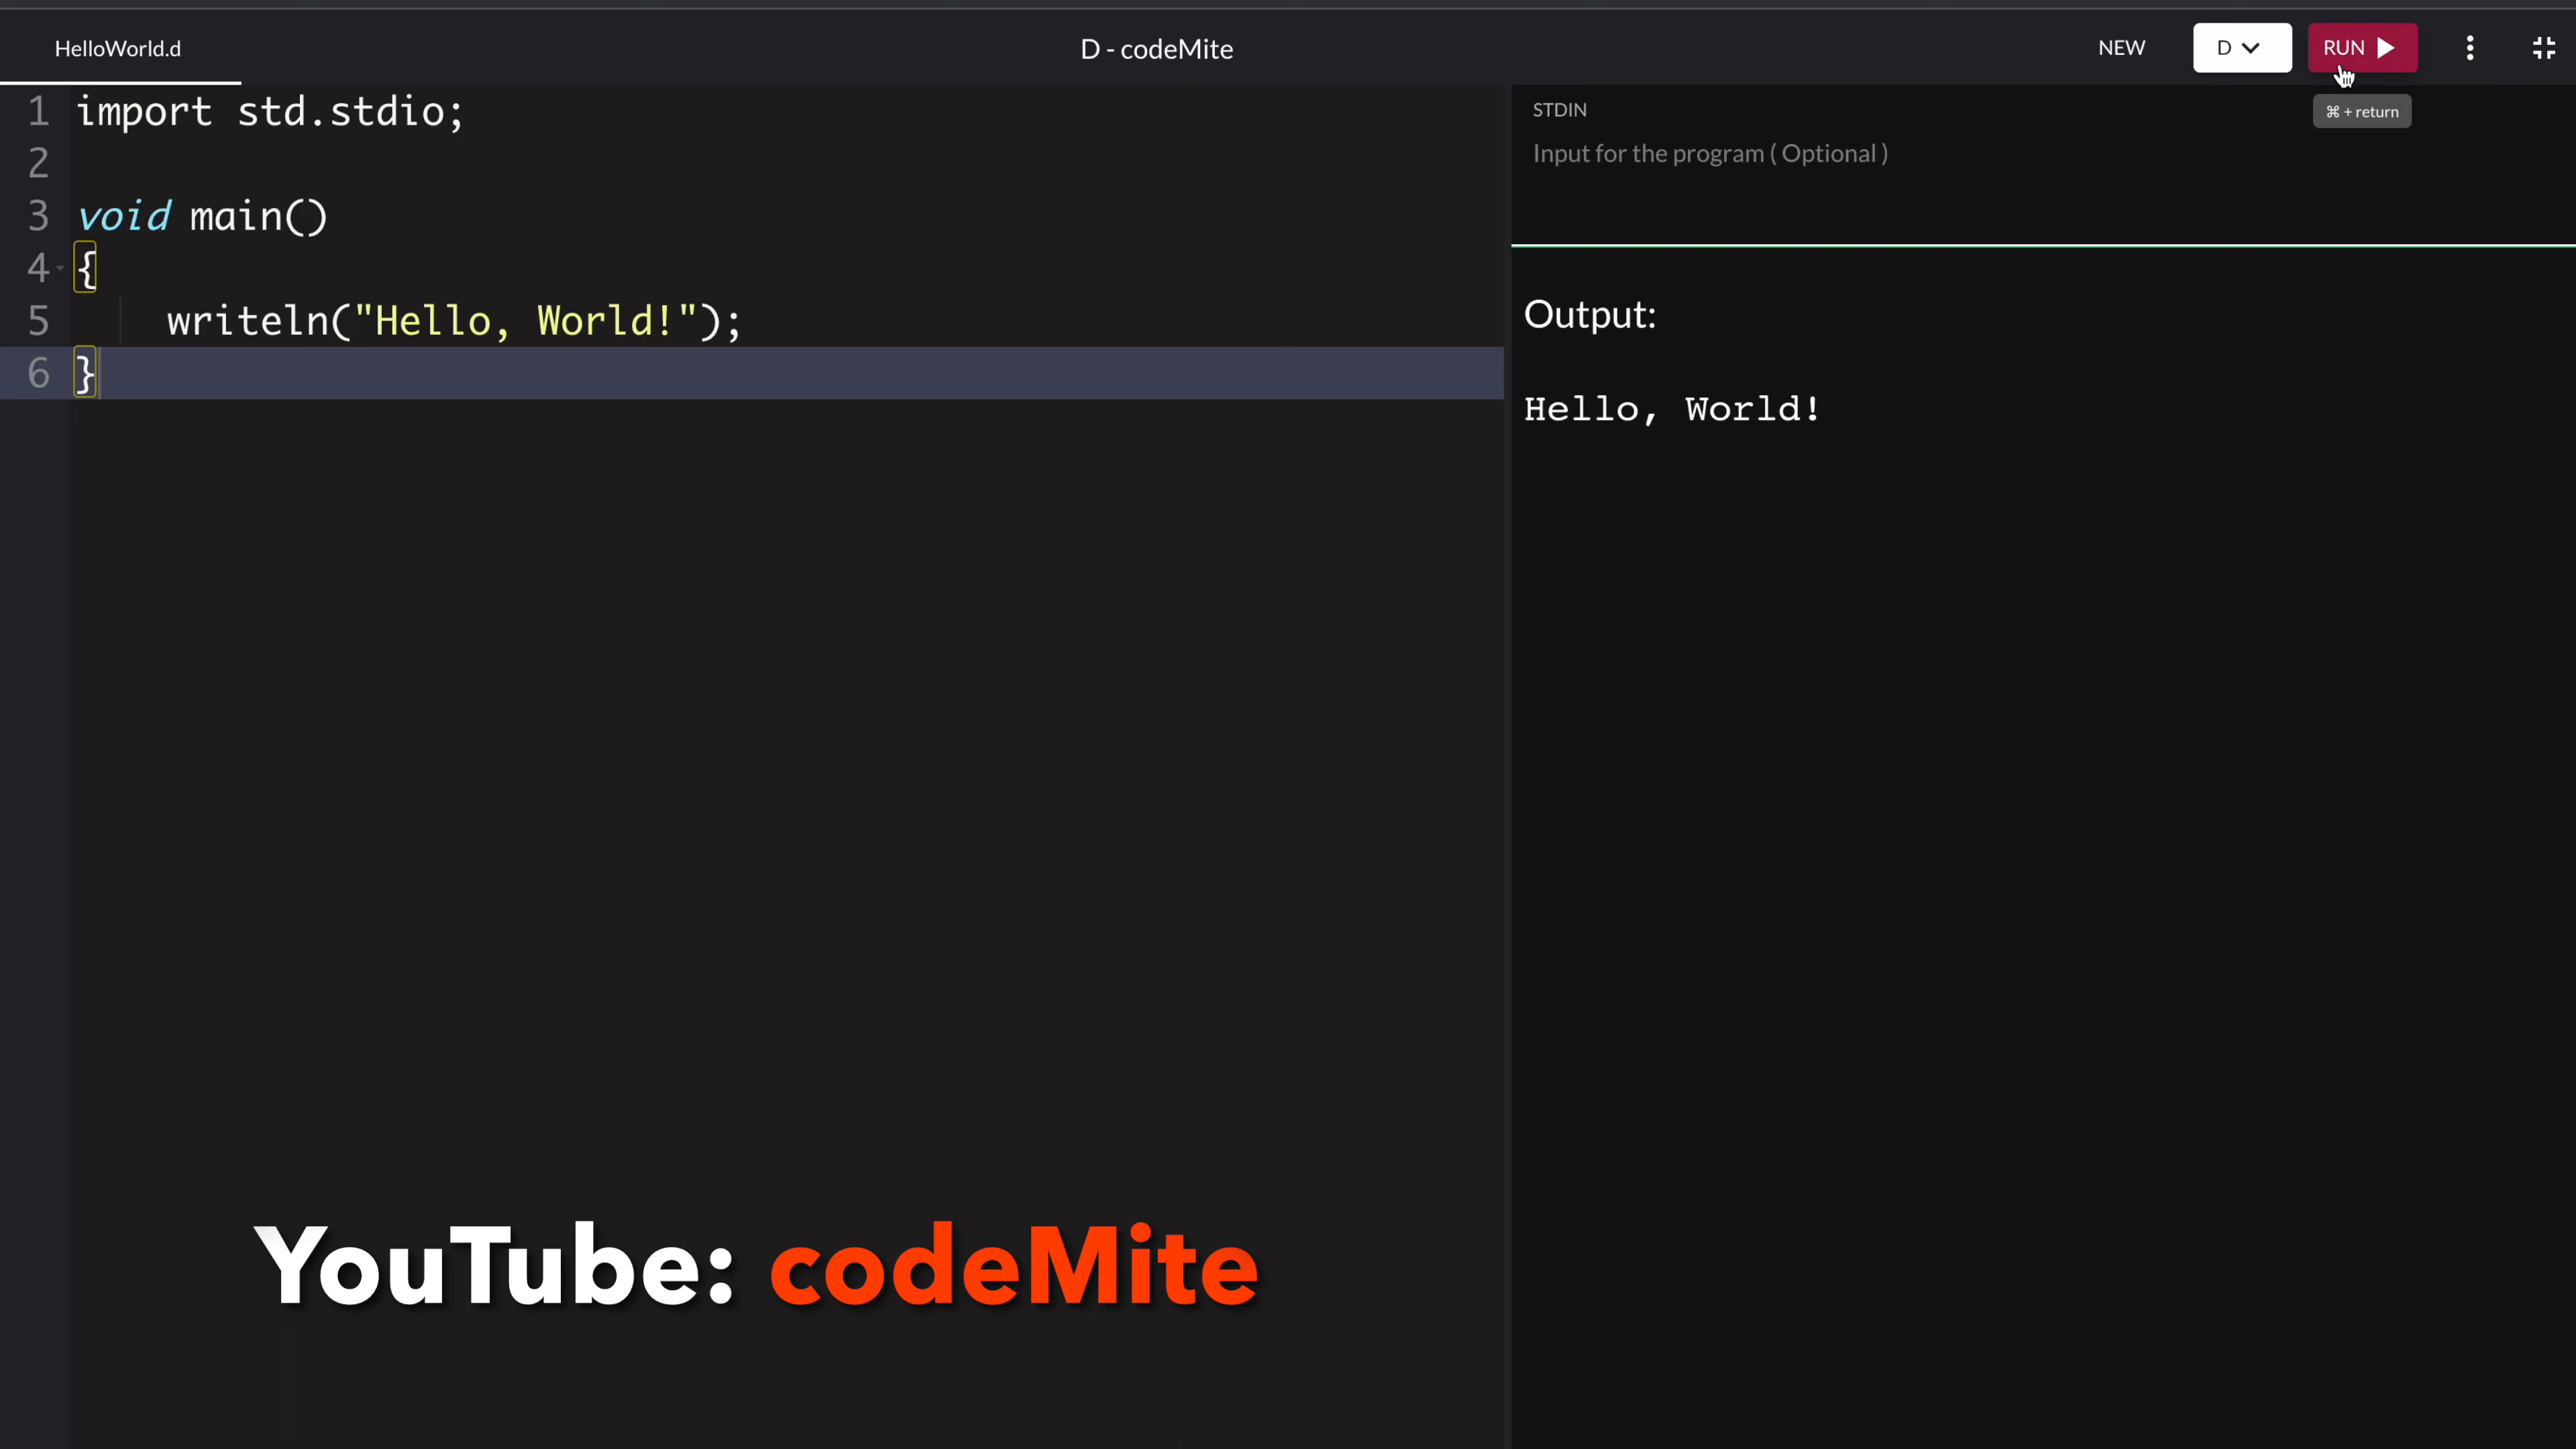 HelloWorld.d
D - codeMite
NEW
D
RUN
⌘ + return
1 import std.stdio;
2
3 void main()
4 {
5 writeln("Hello, World!");
6 }
STDIN
Input for the program ( Optional )
Output:
Hello, World!
YouTube: codeMite